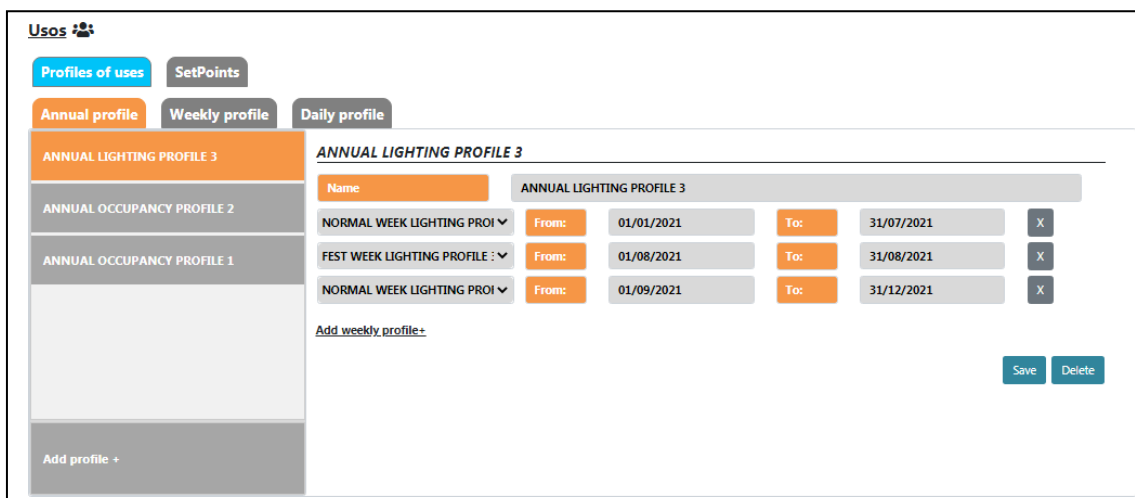 Usos
Profiles of uses SetPoints
Annual profile Weekly profile Daily profile
ANNUAL LIGHTING PROFILE 3
ANNUAL OCCUPANCY PROFILE 2
ANNUAL OCCUPANCY PROFILE 1
Add profile +
ANNUAL LIGHTING PROFILE 3
Name ANNUAL LIGHTING PROFILE 3
NORMAL WEEK LIGHTING PROI From: 01/01/2021 To: 31/07/2021 X
FEST WEEK LIGHTING PROFILE : From: 01/08/2021 To: 31/08/2021 X
NORMAL WEEK LIGHTING PROI From: 01/09/2021 To: 31/12/2021 X
Add weekly profile+
Save Delete